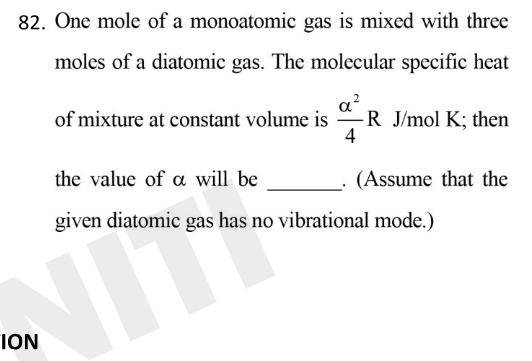 82. One mole of a monoatomic gas is mixed with three
moles of a diatomic gas. The molecular specific heat
of mixture at constant volume is α²/4 R J/mol K; then
the value of α will be ______. (Assume that the
given diatomic gas has no vibrational mode.)
NITI
ION